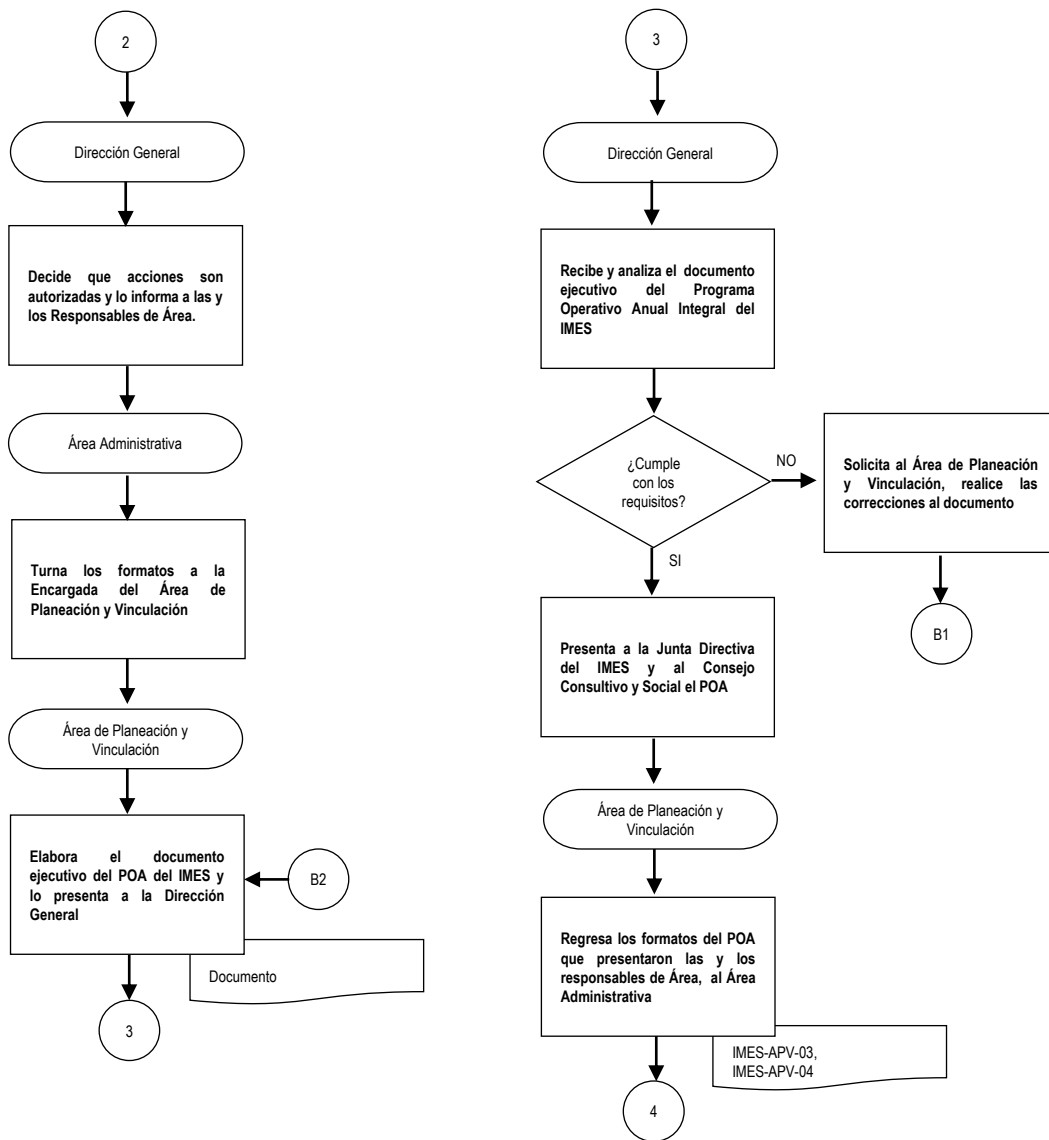 2
Dirección General
Decide que acciones son
autorizadas y lo informa a las y
los Responsables de Área.
Área Administrativa
Turna los formatos a la
Encargada del Área de
Planeación y Vinculación
Área de Planeación y
Vinculación
Elabora el documento
ejecutivo del POA del IMES y
lo presenta a la Dirección
General
B2
Documento
3
3
Dirección General
Recibe y analiza el documento
ejecutivo del Programa
Operativo Anual Integral del
IMES
¿Cumple
con los
requisitos?
NO
Solicita al Área de Planeación
y Vinculación, realice las
correcciones al documento
B1
SI
Presenta a la Junta Directiva
del IMES y al Consejo
Consultivo y Social el POA
Área de Planeación y
Vinculación
Regresa los formatos del POA
que presentaron las y los
responsables de Área, al Área
Administrativa
IMES-APV-03,
IMES-APV-04
4